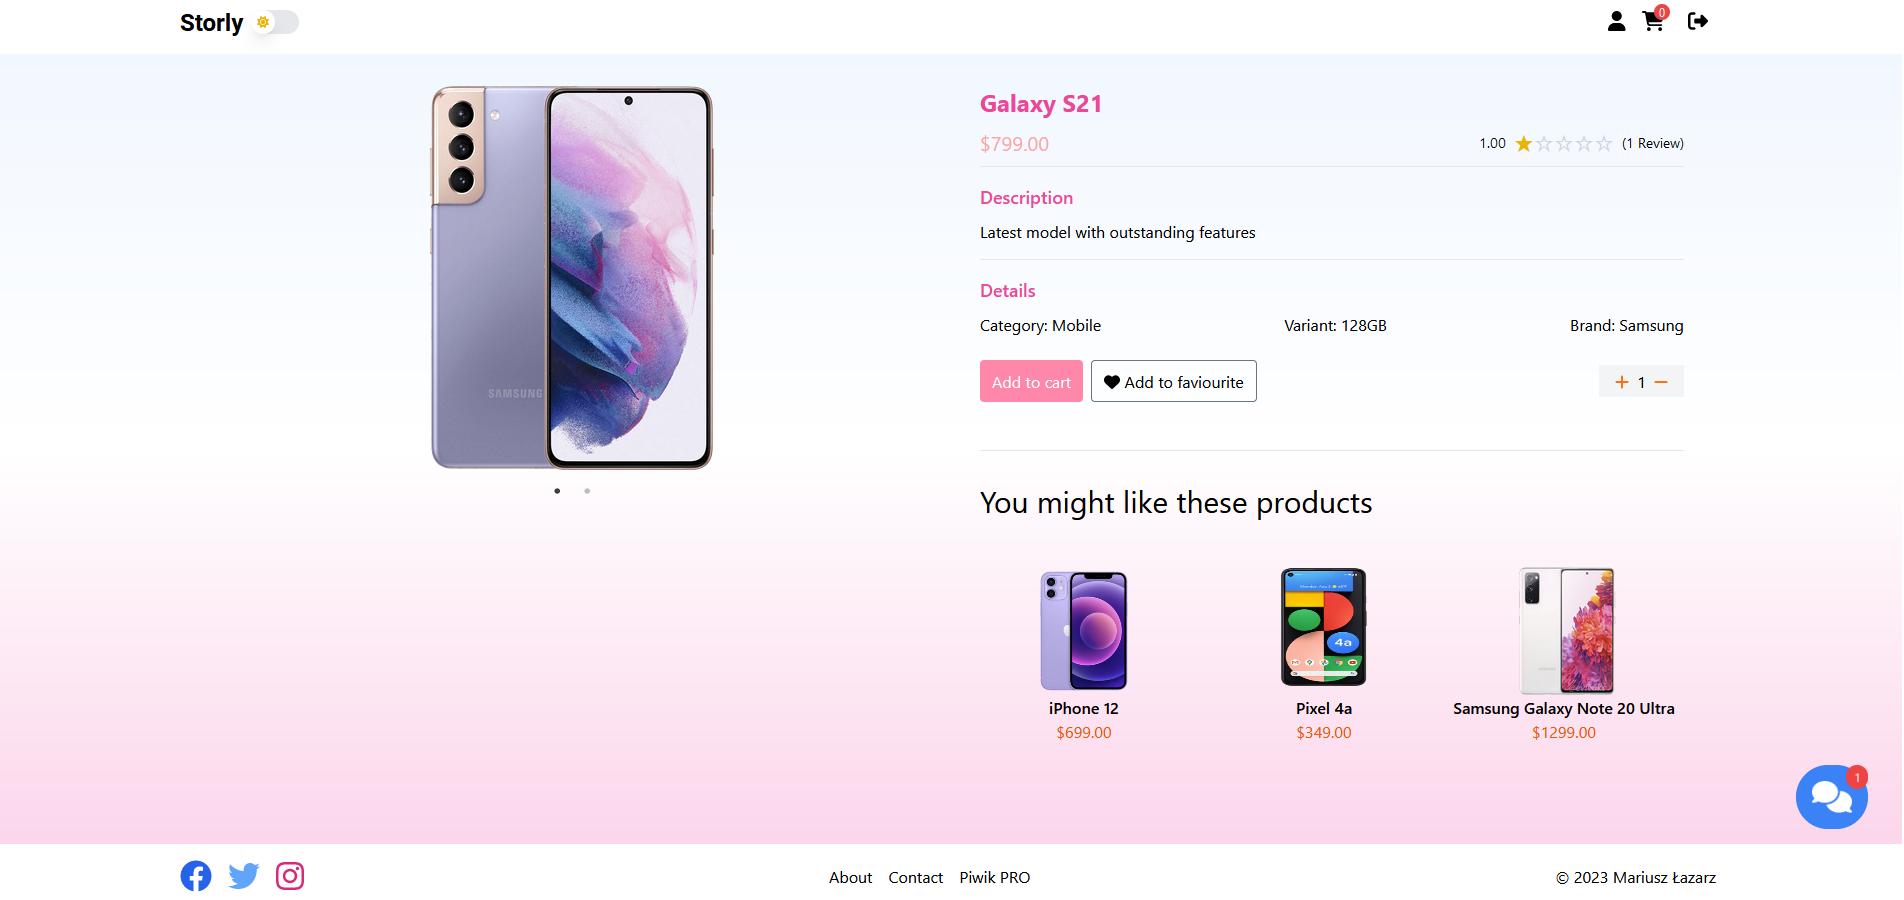 Storly
0
Galaxy S21
$799.00
1.00 (1 Review)
Description
Latest model with outstanding features
Details
Category: Mobile Variant: 128GB Brand: Samsung
Add to cart Add to faviourite + 1 −
SAMSUNG
You might like these products
4a
iPhone 12 Pixel 4a Samsung Galaxy Note 20 Ultra
$699.00 $349.00 $1299.00
1
About Contact Piwik PRO © 2023 Mariusz Łazarz